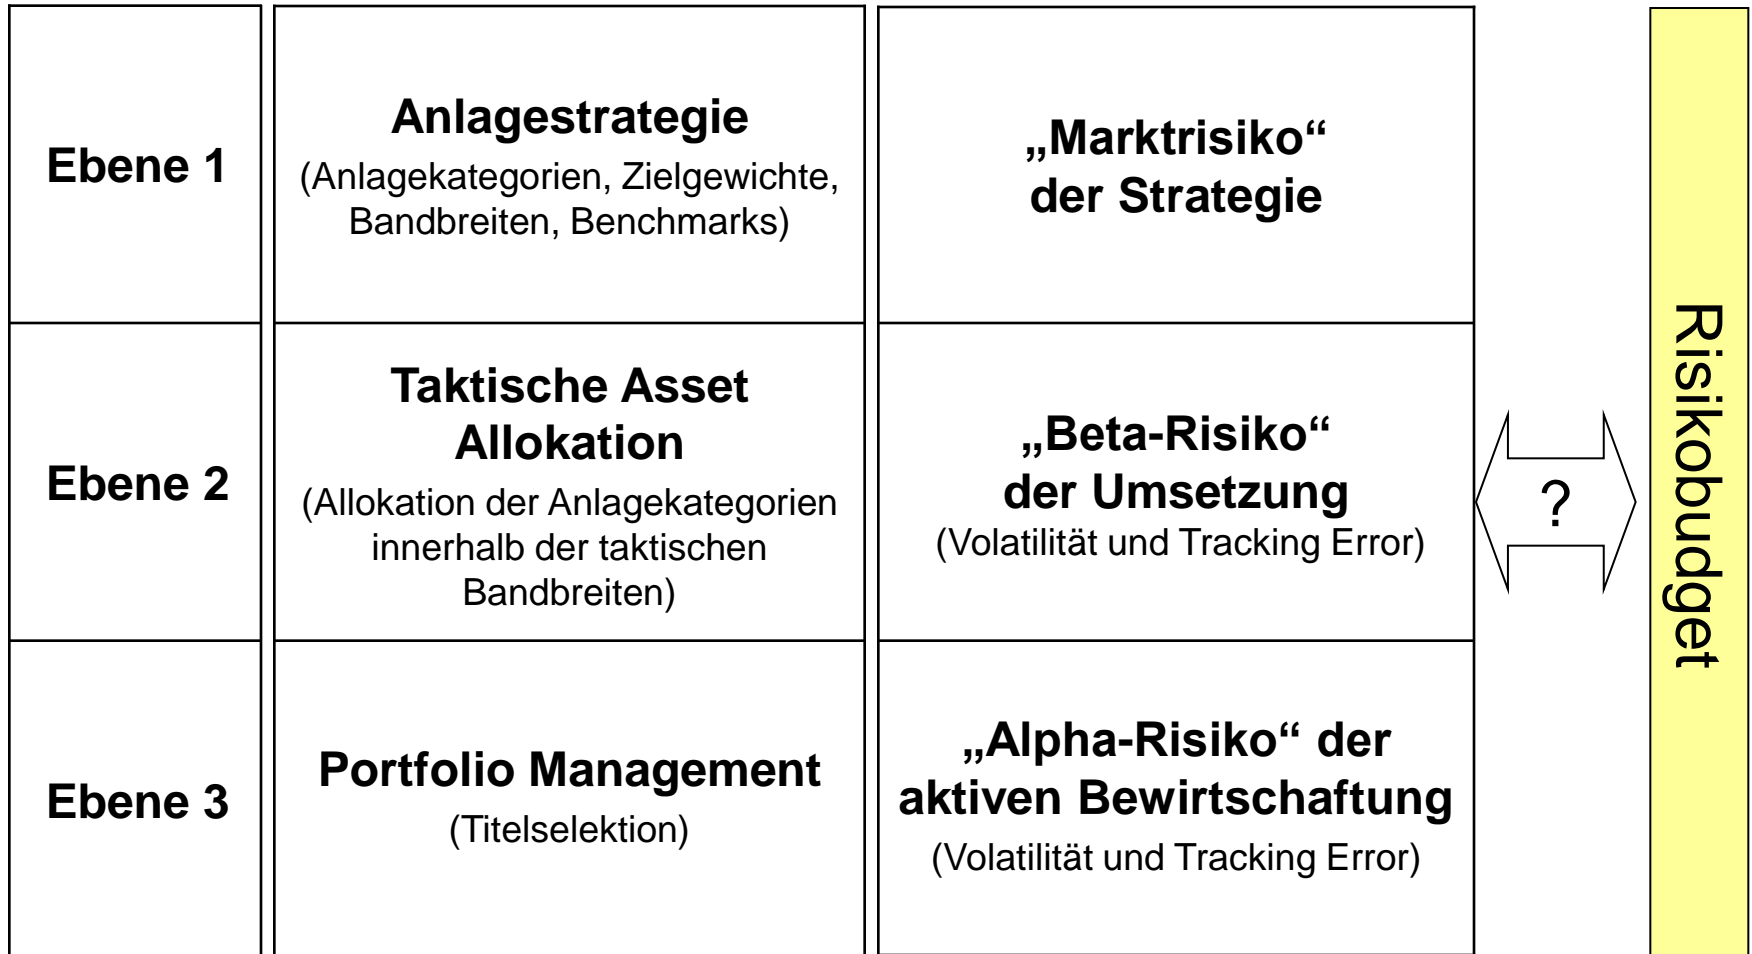 Ebene 1
Anlagestrategie
(Anlagekategorien, Zielgewichte,
Bandbreiten, Benchmarks)
„Marktrisiko“
der Strategie
Ebene 2
Taktische Asset
Allokation
(Allokation der Anlagekategorien
innerhalb der taktischen
Bandbreiten)
„Beta-Risiko“
der Umsetzung
(Volatilität und Tracking Error)
?
Ebene 3
Portfolio Management
(Titelselektion)
„Alpha-Risiko“ der
aktiven Bewirtschaftung
(Volatilität und Tracking Error)
Risikobudget